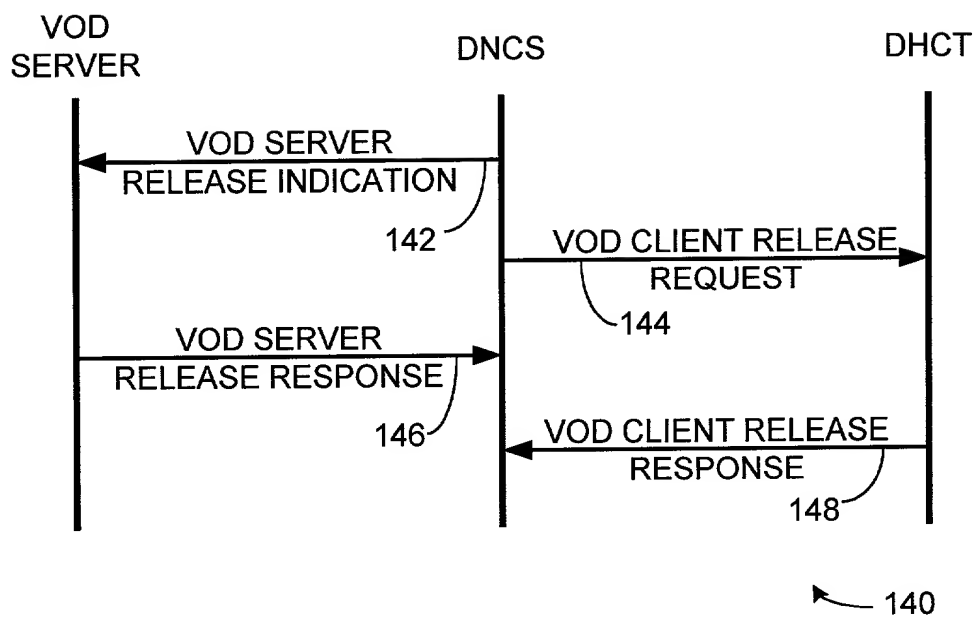 VOD
SERVER
DNCS
DHCT
VOD SERVER
RELEASE INDICATION
142
VOD CLIENT RELEASE
REQUEST
144
VOD SERVER
RELEASE RESPONSE
146
VOD CLIENT RELEASE
RESPONSE
148
140